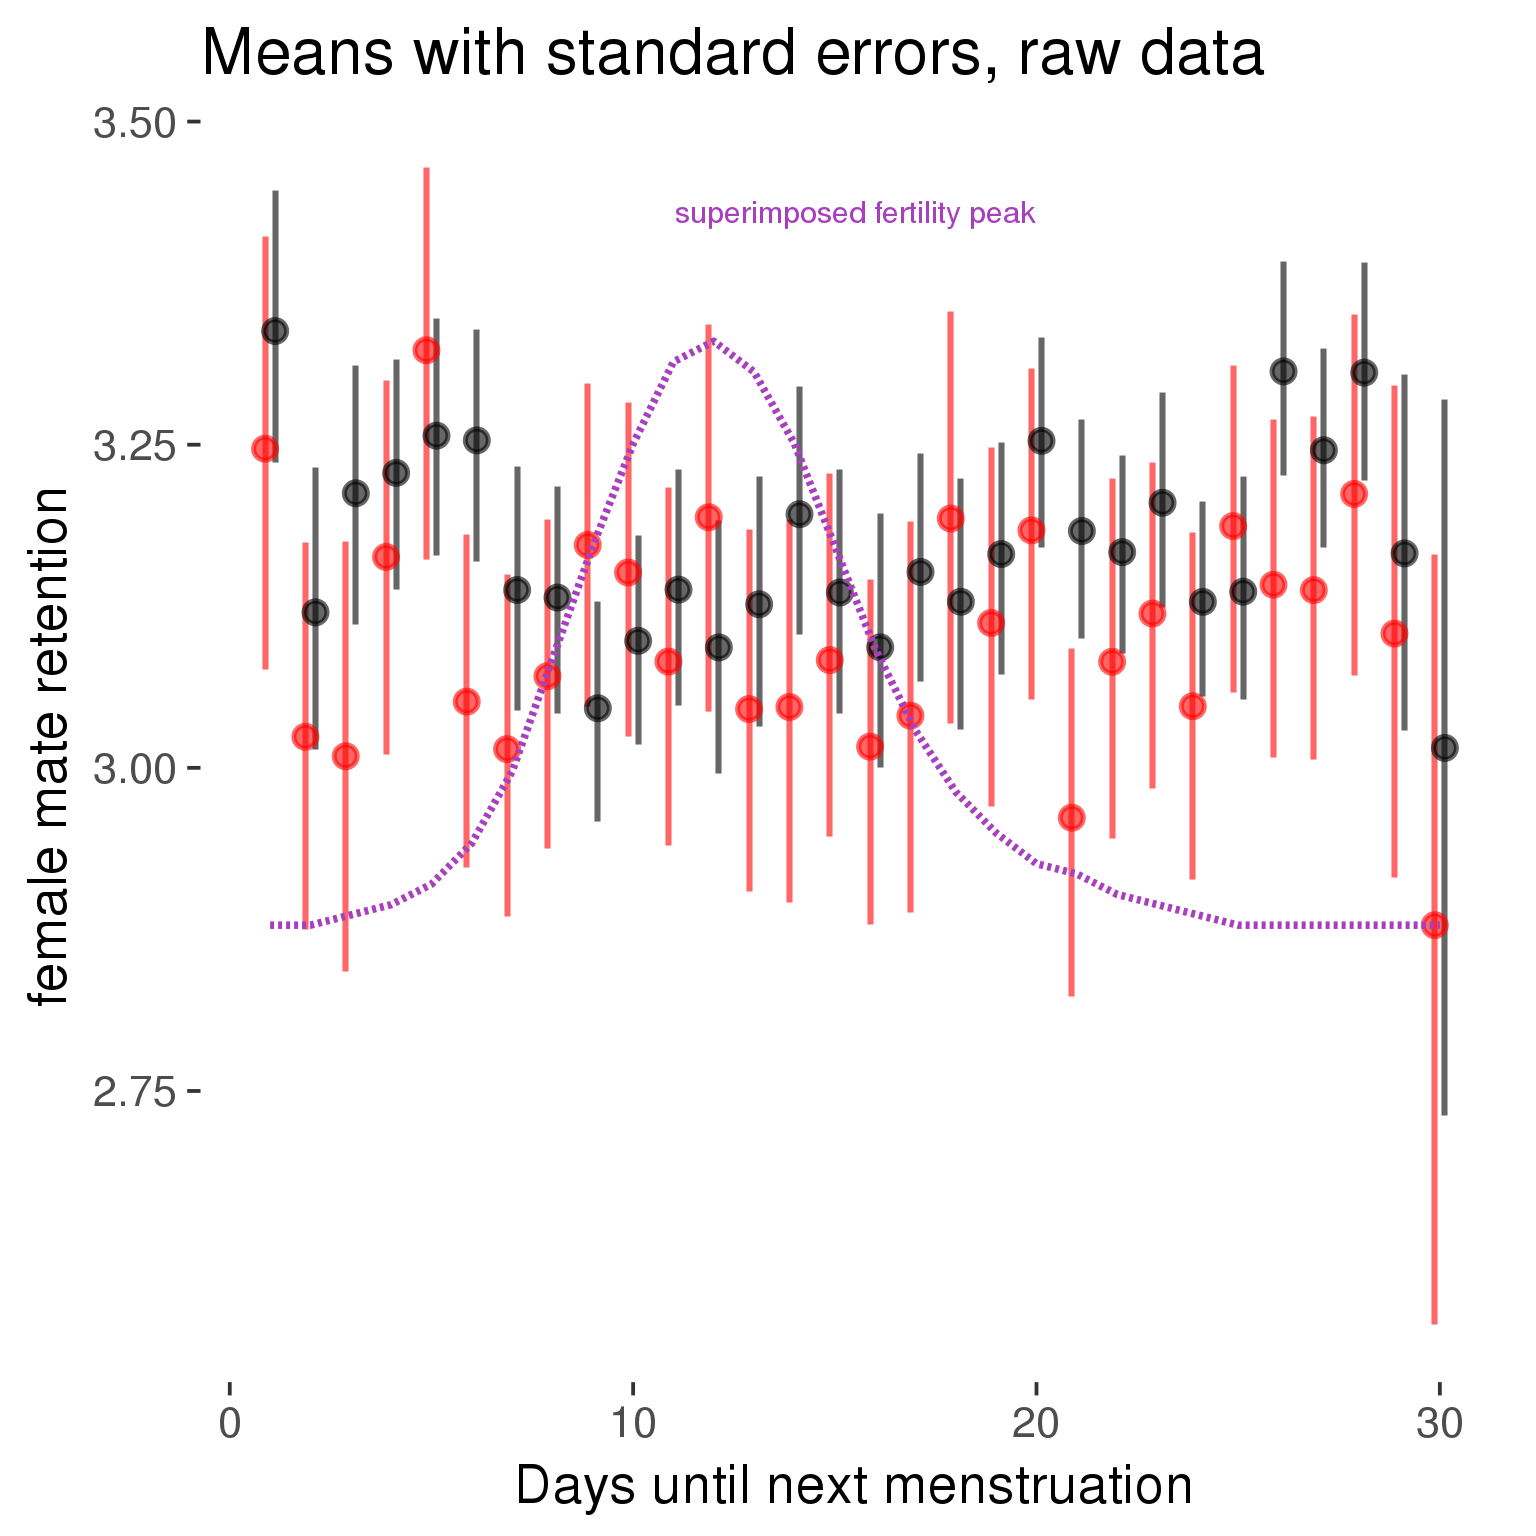 Means with standard errors, raw data
3.50
superimposed fertility peak
3.25
3.00
2.75
female mate retention
0 10 20 30
Days until next menstruation